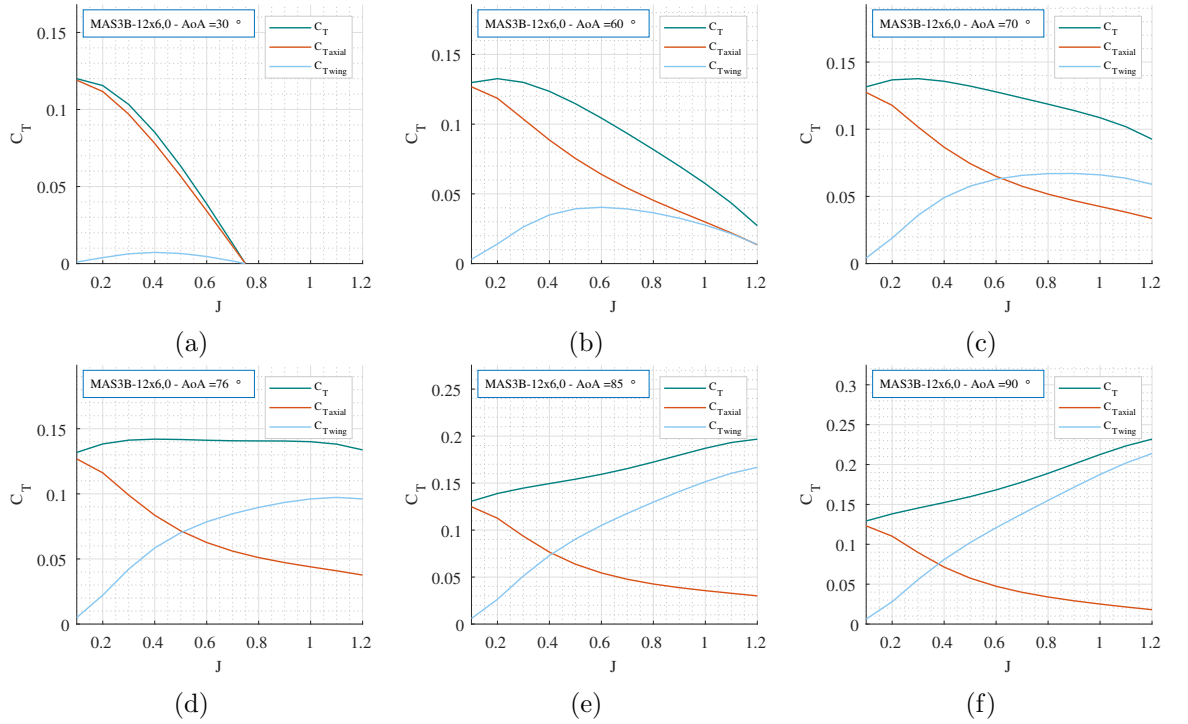 MAS3B-12x6,0 - AoA =30 °
C_T
C_Taxial
C_Twing
0.15
0.1
0.05
0
C_T
0.2 0.4 0.6 0.8 1 1.2
J
(a)
MAS3B-12x6,0 - AoA =60 °
C_T
C_Taxial
C_Twing
0.15
0.1
0.05
0
C_T
0.2 0.4 0.6 0.8 1 1.2
J
(b)
MAS3B-12x6,0 - AoA =70 °
C_T
C_Taxial
C_Twing
0.15
0.1
0.05
0
C_T
0.2 0.4 0.6 0.8 1 1.2
J
(c)
MAS3B-12x6,0 - AoA =76 °
C_T
C_Taxial
C_Twing
0.15
0.1
0.05
0
C_T
0.2 0.4 0.6 0.8 1 1.2
J
(d)
MAS3B-12x6,0 - AoA =85 °
C_T
C_Taxial
C_Twing
0.25
0.2
0.15
0.1
0.05
0
C_T
0.2 0.4 0.6 0.8 1 1.2
J
(e)
MAS3B-12x6,0 - AoA =90 °
C_T
C_Taxial
C_Twing
0.3
0.25
0.2
0.15
0.1
0.05
0
C_T
0.2 0.4 0.6 0.8 1 1.2
J
(f)